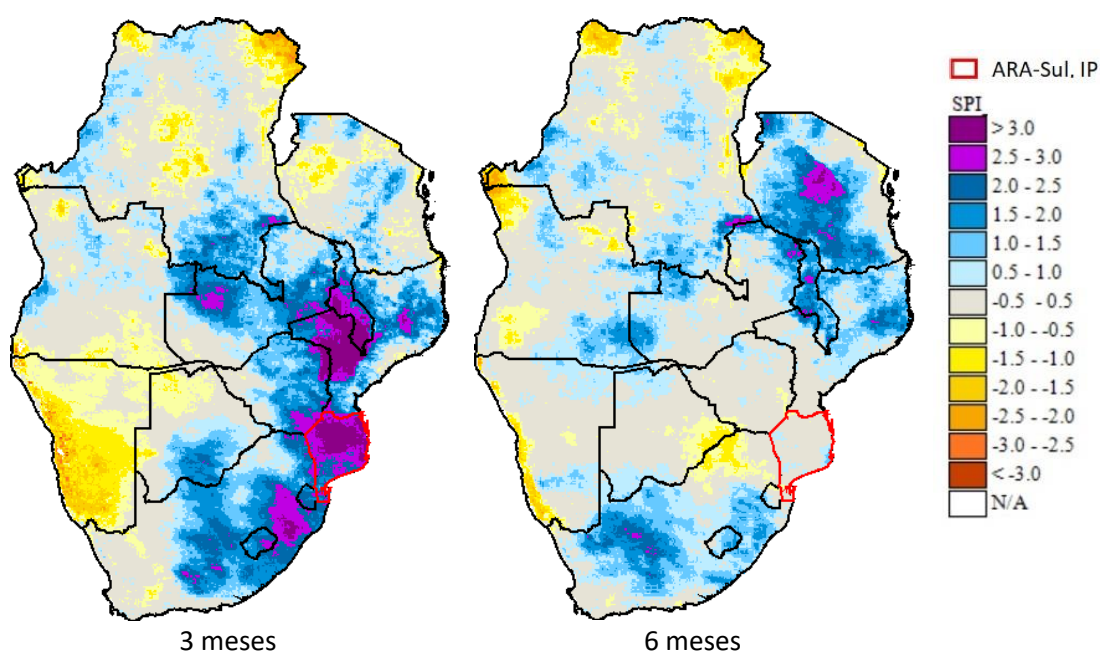 ARA-Sul, IP
SPI
> 3.0
2.5 - 3.0
2.0 - 2.5
1.5 - 2.0
1.0 - 1.5
0.5 - 1.0
-0.5 - 0.5
-1.0 - -0.5
-1.5 - -1.0
-2.0 - -1.5
-2.5 - -2.0
-3.0 - -2.5
< -3.0
N/A
3 meses
6 meses